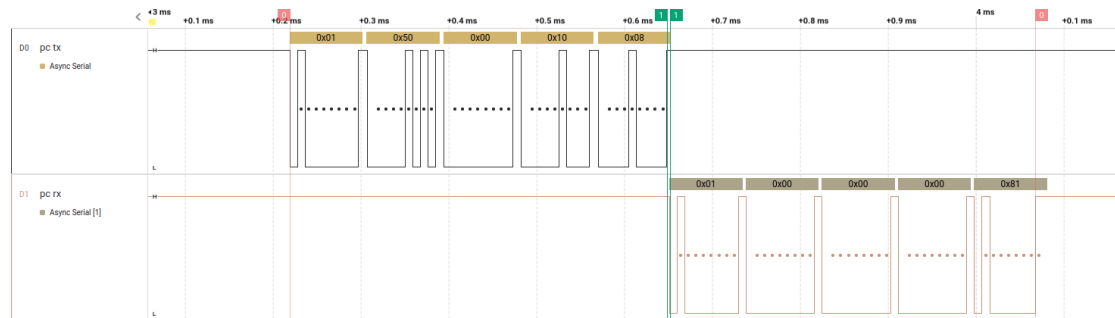 3 ms 4 ms
+0.1 ms +0.2 ms +0.3 ms +0.4 ms +0.5 ms +0.6 ms +0.7 ms +0.8 ms +0.9 ms +0.1 ms
0 1 1 0
D0 pc tx
Async Serial
0x01 0x50 0x00 0x10 0x08
H
L
D1 pc rx
Async Serial [1]
0x01 0x00 0x00 0x00 0x81
H
L